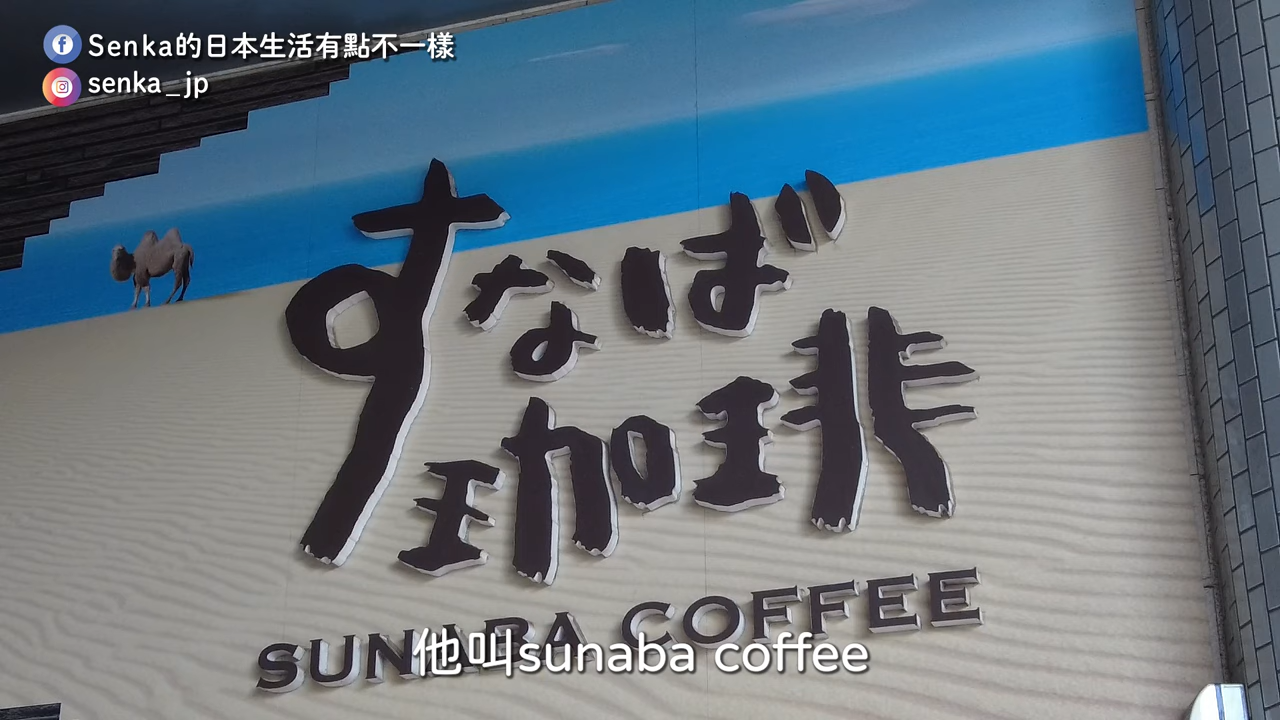 Senka的日本生活有點不一樣
senka_jp
すなば
珈琲
SUNABA COFFEE
他叫sunaba coffee